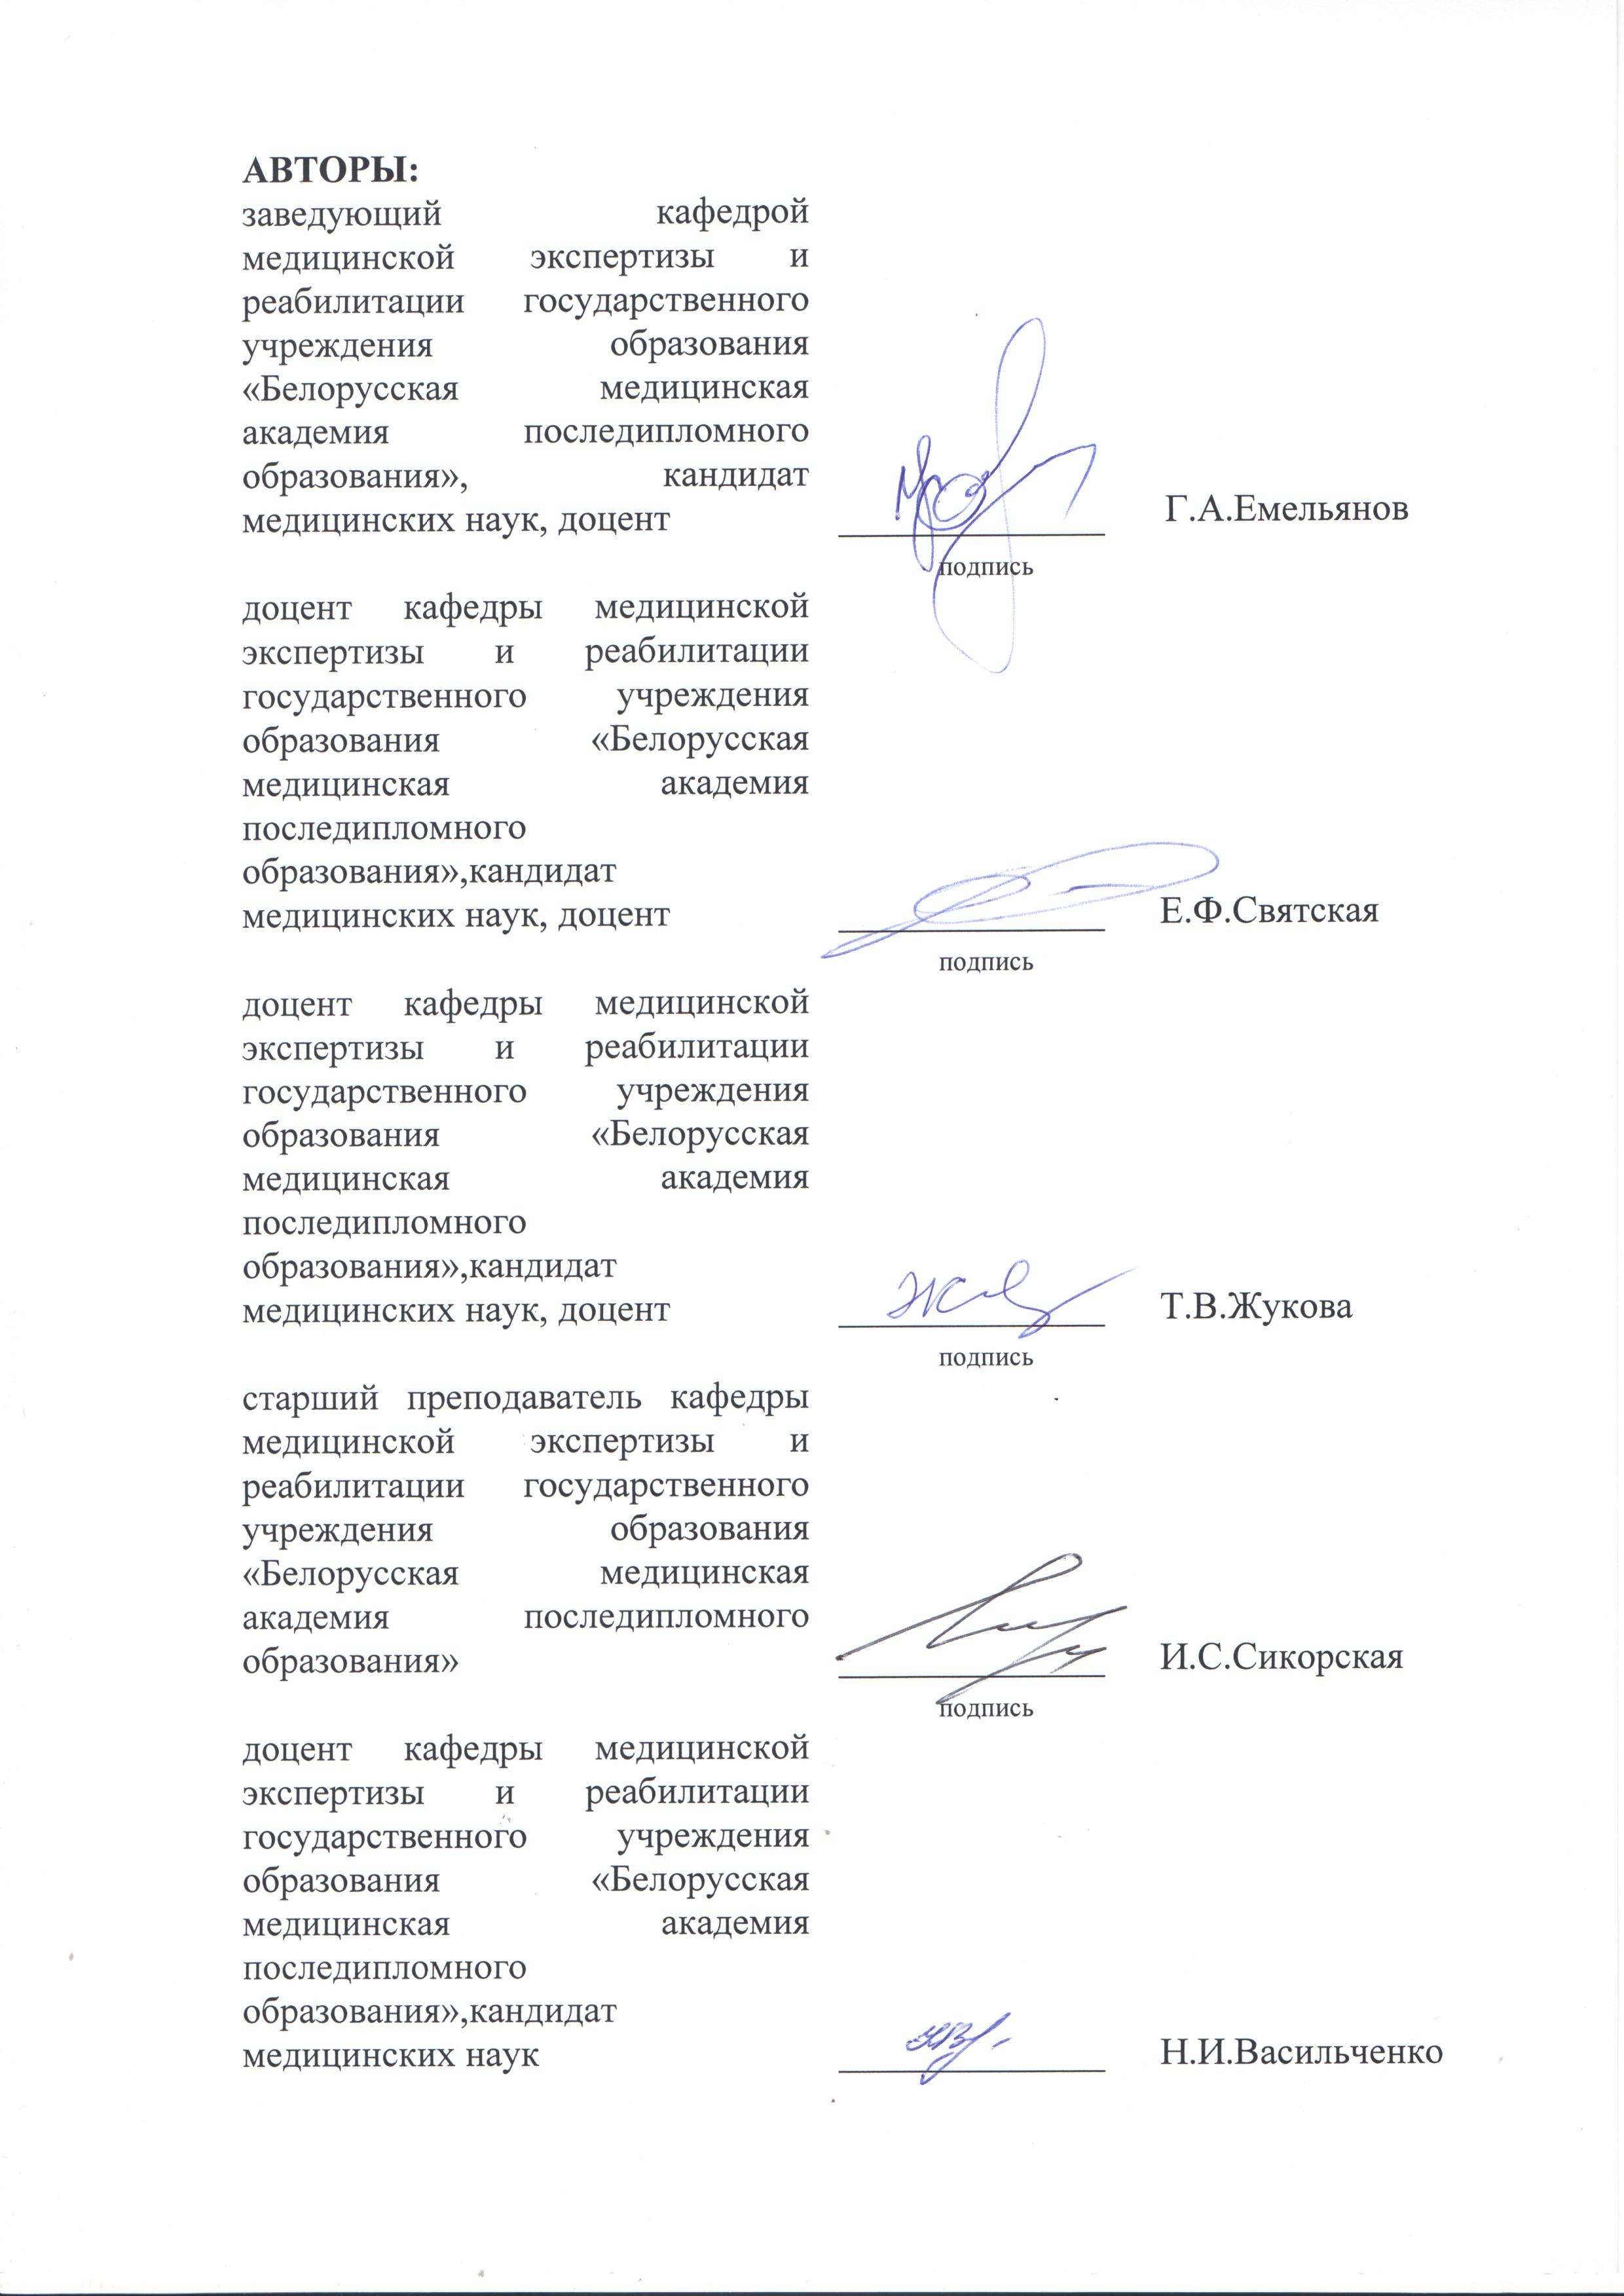 АВТОРЫ:
заведующий кафедрой
медицинской экспертизы и
реабилитации государственного
учреждения образования
«Белорусская медицинская
академия последипломного
образования», кандидат
медицинских наук, доцент
Г.А.Емельянов
подпись
доцент кафедры медицинской
экспертизы и реабилитации
государственного учреждения
образования «Белорусская
медицинская академия
последипломного
образования»,кандидат
медицинских наук, доцент
Е.Ф.Святская
подпись
доцент кафедры медицинской
экспертизы и реабилитации
государственного учреждения
образования «Белорусская
медицинская академия
последипломного
образования»,кандидат
медицинских наук, доцент
Т.В.Жукова
подпись
старший преподаватель кафедры
медицинской экспертизы и
реабилитации государственного
учреждения образования
«Белорусская медицинская
академия последипломного
образования»
И.С.Сикорская
подпись
доцент кафедры медицинской
экспертизы и реабилитации
государственного учреждения
образования «Белорусская
медицинская академия
последипломного
образования»,кандидат
медицинских наук
Н.И.Васильченко